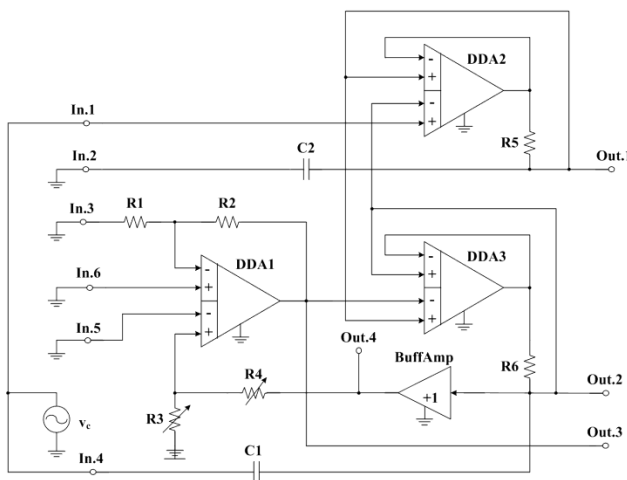 DDA2
-
+
-
+
In.1
R5
C2
In.2
Out.1
In.3
R1
R2
DDA1
DDA3
-
+
-
+
In.6
-
+
-
+
In.5
Out.4
BuffAmp
R6
R4
+1
Out.2
R3
vc
Out.3
In.4
C1